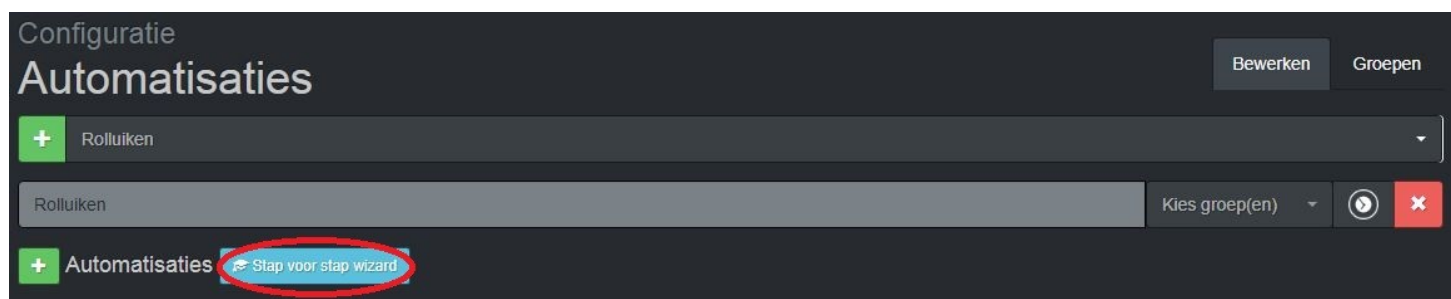 Configuratie
Automatisaties
Bewerken Groepen
Rolluiken
Rolluiken Kies groep(en)
Automatisaties Stap voor stap wizard